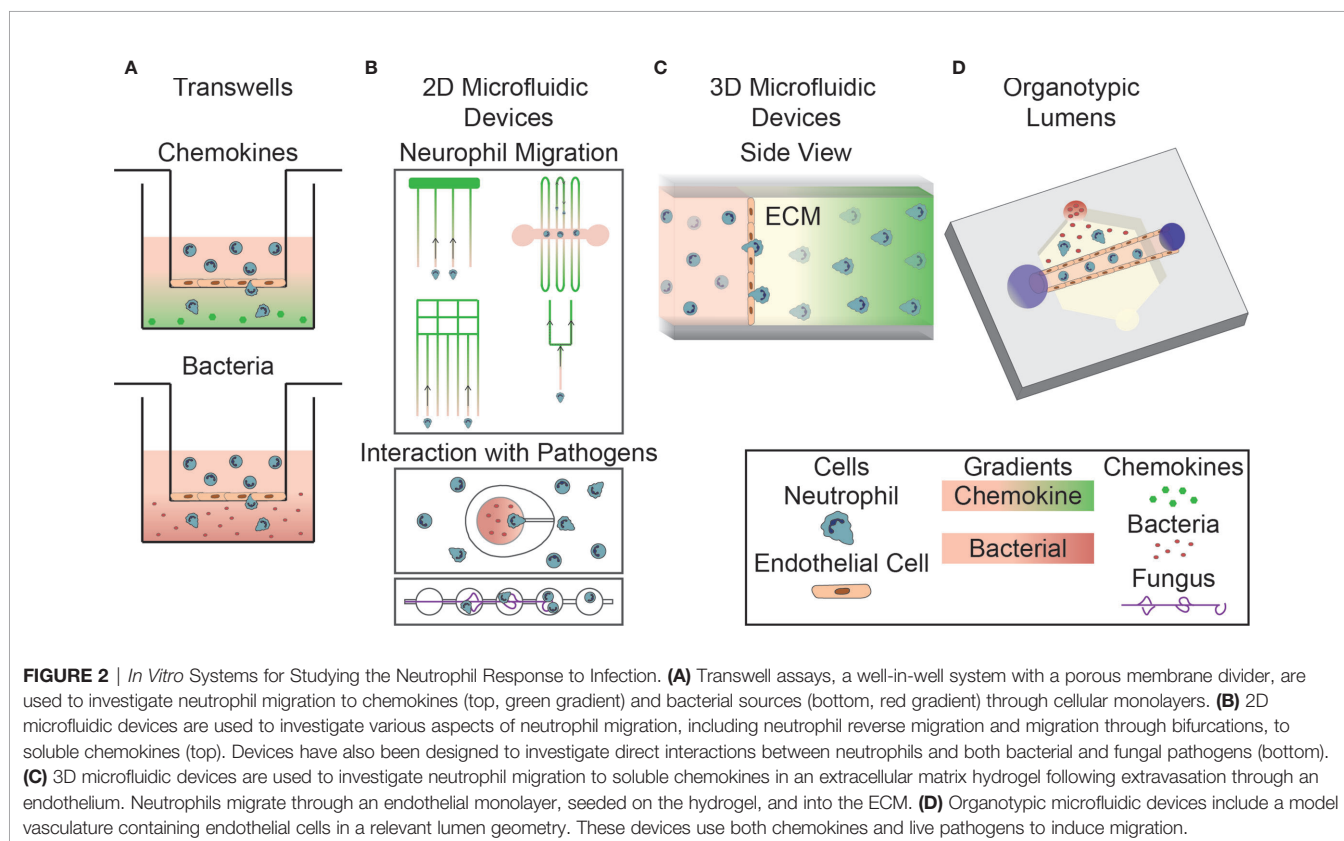 A
Transwells
Chemokines
Bacteria
B
2D Microfluidic
Devices
Neurophil Migration
Interaction with Pathogens
C
3D Microfluidic
Devices
Side View
ECM
D
Organotypic
Lumens
Cells
Neutrophil
Endothelial Cell
Gradients
Chemokine
Bacterial
Chemokines
Bacteria
Fungus
FIGURE 2 | In Vitro Systems for Studying the Neutrophil Response to Infection. (A) Transwell assays, a well-in-well system with a porous membrane divider, are
used to investigate neutrophil migration to chemokines (top, green gradient) and bacterial sources (bottom, red gradient) through cellular monolayers. (B) 2D
microfluidic devices are used to investigate various aspects of neutrophil migration, including neutrophil reverse migration and migration through bifurcations, to
soluble chemokines (top). Devices have also been designed to investigate direct interactions between neutrophils and both bacterial and fungal pathogens (bottom).
(C) 3D microfluidic devices are used to investigate neutrophil migration to soluble chemokines in an extracellular matrix hydrogel following extravasation through an
endothelium. Neutrophils migrate through an endothelial monolayer, seeded on the hydrogel, and into the ECM. (D) Organotypic microfluidic devices include a model
vasculature containing endothelial cells in a relevant lumen geometry. These devices use both chemokines and live pathogens to induce migration.